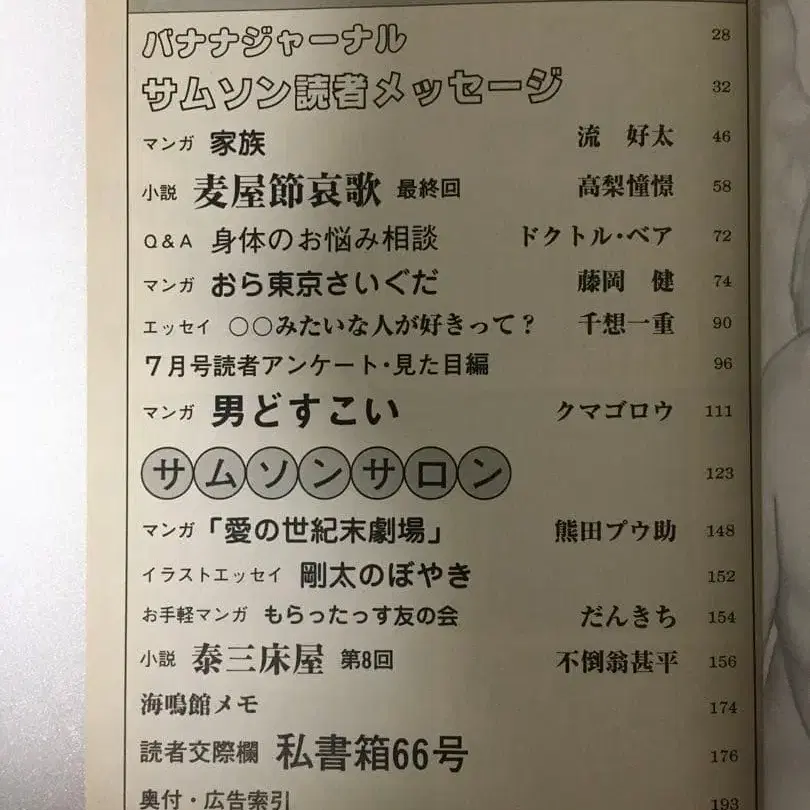 バナナジャーナル 28
サムソン読者メッセージ 32
マンガ 家族 流 好太 46
小説 麦屋節哀歌 最終回 高梨憧憬 58
Q&A 身体のお悩み相談 ドクトル・ベア 72
マンガ おら東京さいぐだ 藤岡 健 74
エッセイ ○○みたいな人が好きって? 千想一重 90
7月号読者アンケート・見た目編 96
マンガ 男どすこい クマゴロウ 111
サムソンサロン 123
マンガ 「愛の世紀末劇場」 熊田プウ助 148
イラストエッセイ 剛太のぼやき 152
お手軽マンガ もらったっす友の会 だんきち 154
小説 泰三床屋 第8回 不倒翁甚平 156
海鳴館メモ 174
読者交際欄 私書箱66号 176
奥付・広告索引 193